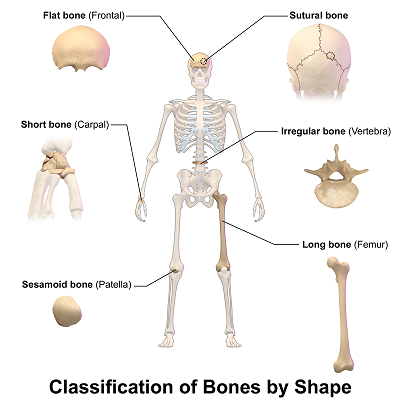 Flat bone (Frontal)
Sutural bone
Short bone (Carpal)
Irregular bone (Vertebra)
Long bone (Femur)
Sesamoid bone (Patella)
Classification of Bones by Shape